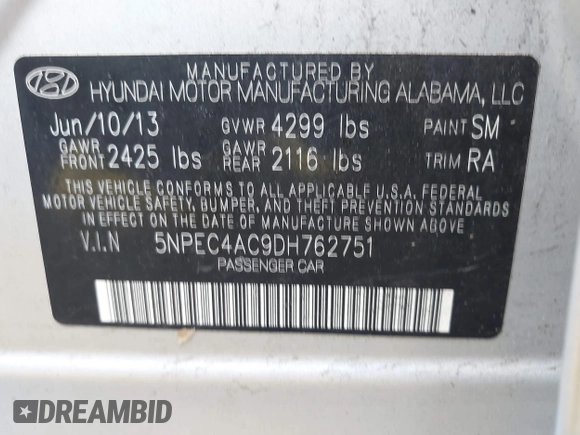 MANUFACTURED BY
HYUNDAI MOTOR MANUFACTURING ALABAMA, LLC
Jun/10/13 GVWR 4299 lbs PAINT SM
GAWR FRONT 2425 lbs GAWR REAR 2116 lbs TRIM RA
THIS VEHICLE CONFORMS TO ALL APPLICABLE U.S.A. FEDERAL
MOTOR VEHICLE SAFETY, BUMPER, AND THEFT PREVENTION STANDARDS
IN EFFECT ON THE DATE OF MANUFACTURE SHOWN ABOVE
V.I.N 5NPEC4AC9DH762751
PASSENGER CAR
DREAMBID